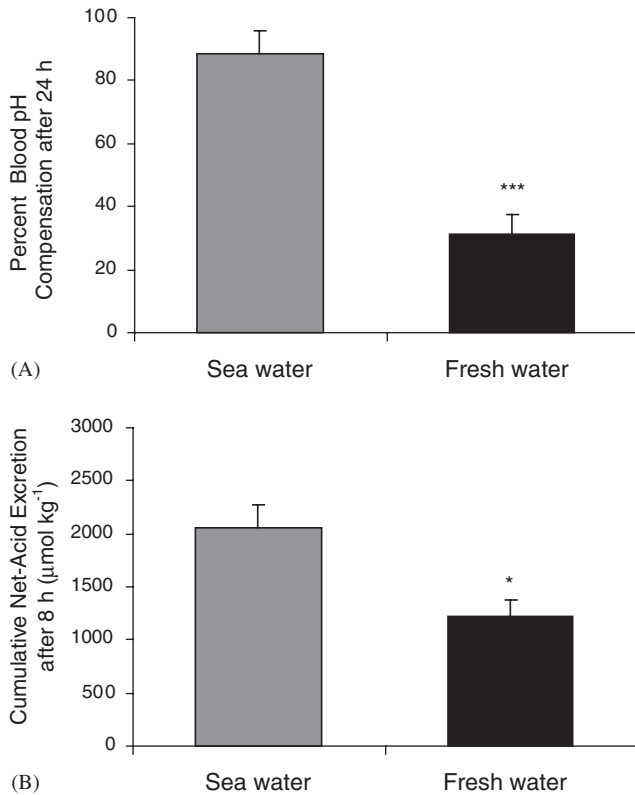 100
80
60
40
20
0
Percent Blood pH
Compensation after 24 h
***
Sea water
Fresh water
(A)
3000
2500
2000
1500
1000
500
0
Cumulative Net-Acid Excretion
after 8 h (μmol kg⁻¹)
*
Sea water
Fresh water
(B)